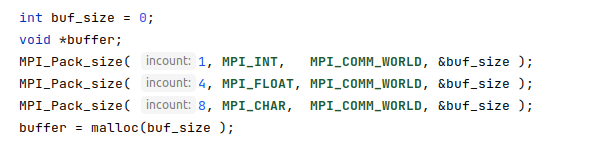 int buf_size = 0;
void *buffer;
MPI_Pack_size( incount: 1, MPI_INT,   MPI_COMM_WORLD, &buf_size );
MPI_Pack_size( incount: 4, MPI_FLOAT, MPI_COMM_WORLD, &buf_size );
MPI_Pack_size( incount: 8, MPI_CHAR,  MPI_COMM_WORLD, &buf_size );
buffer = malloc(buf_size );